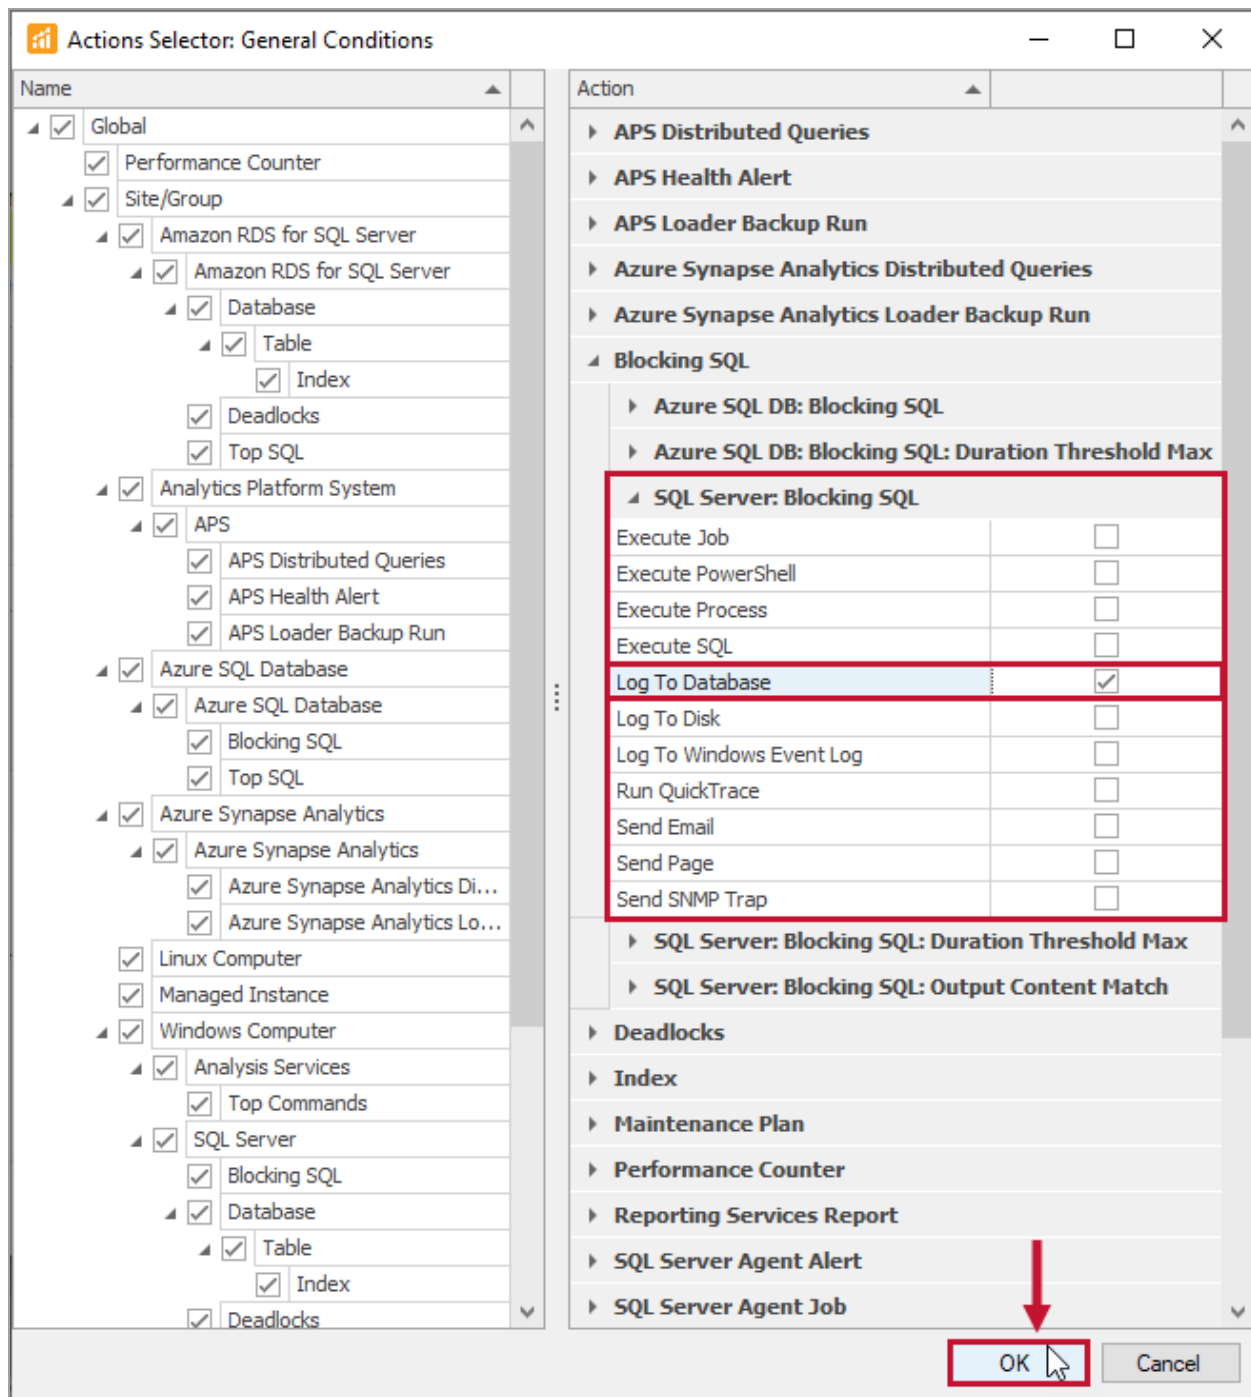 Actions Selector: General Conditions
Name
Global
Performance Counter
Site/Group
Amazon RDS for SQL Server
Amazon RDS for SQL Server
Database
Table
Index
Deadlocks
Top SQL
Analytics Platform System
APS
APS Distributed Queries
APS Health Alert
APS Loader Backup Run
Azure SQL Database
Azure SQL Database
Blocking SQL
Top SQL
Azure Synapse Analytics
Azure Synapse Analytics
Azure Synapse Analytics Di...
Azure Synapse Analytics Lo...
Linux Computer
Managed Instance
Windows Computer
Analysis Services
Top Commands
SQL Server
Blocking SQL
Database
Table
Index
Deadlocks
Action
APS Distributed Queries
APS Health Alert
APS Loader Backup Run
Azure Synapse Analytics Distributed Queries
Azure Synapse Analytics Loader Backup Run
Blocking SQL
Azure SQL DB: Blocking SQL
Azure SQL DB: Blocking SQL: Duration Threshold Max
SQL Server: Blocking SQL
Execute Job
Execute PowerShell
Execute Process
Execute SQL
Log To Database
Log To Disk
Log To Windows Event Log
Run QuickTrace
Send Email
Send Page
Send SNMP Trap
SQL Server: Blocking SQL: Duration Threshold Max
SQL Server: Blocking SQL: Output Content Match
Deadlocks
Index
Maintenance Plan
Performance Counter
Reporting Services Report
SQL Server Agent Alert
SQL Server Agent Job
OK
Cancel